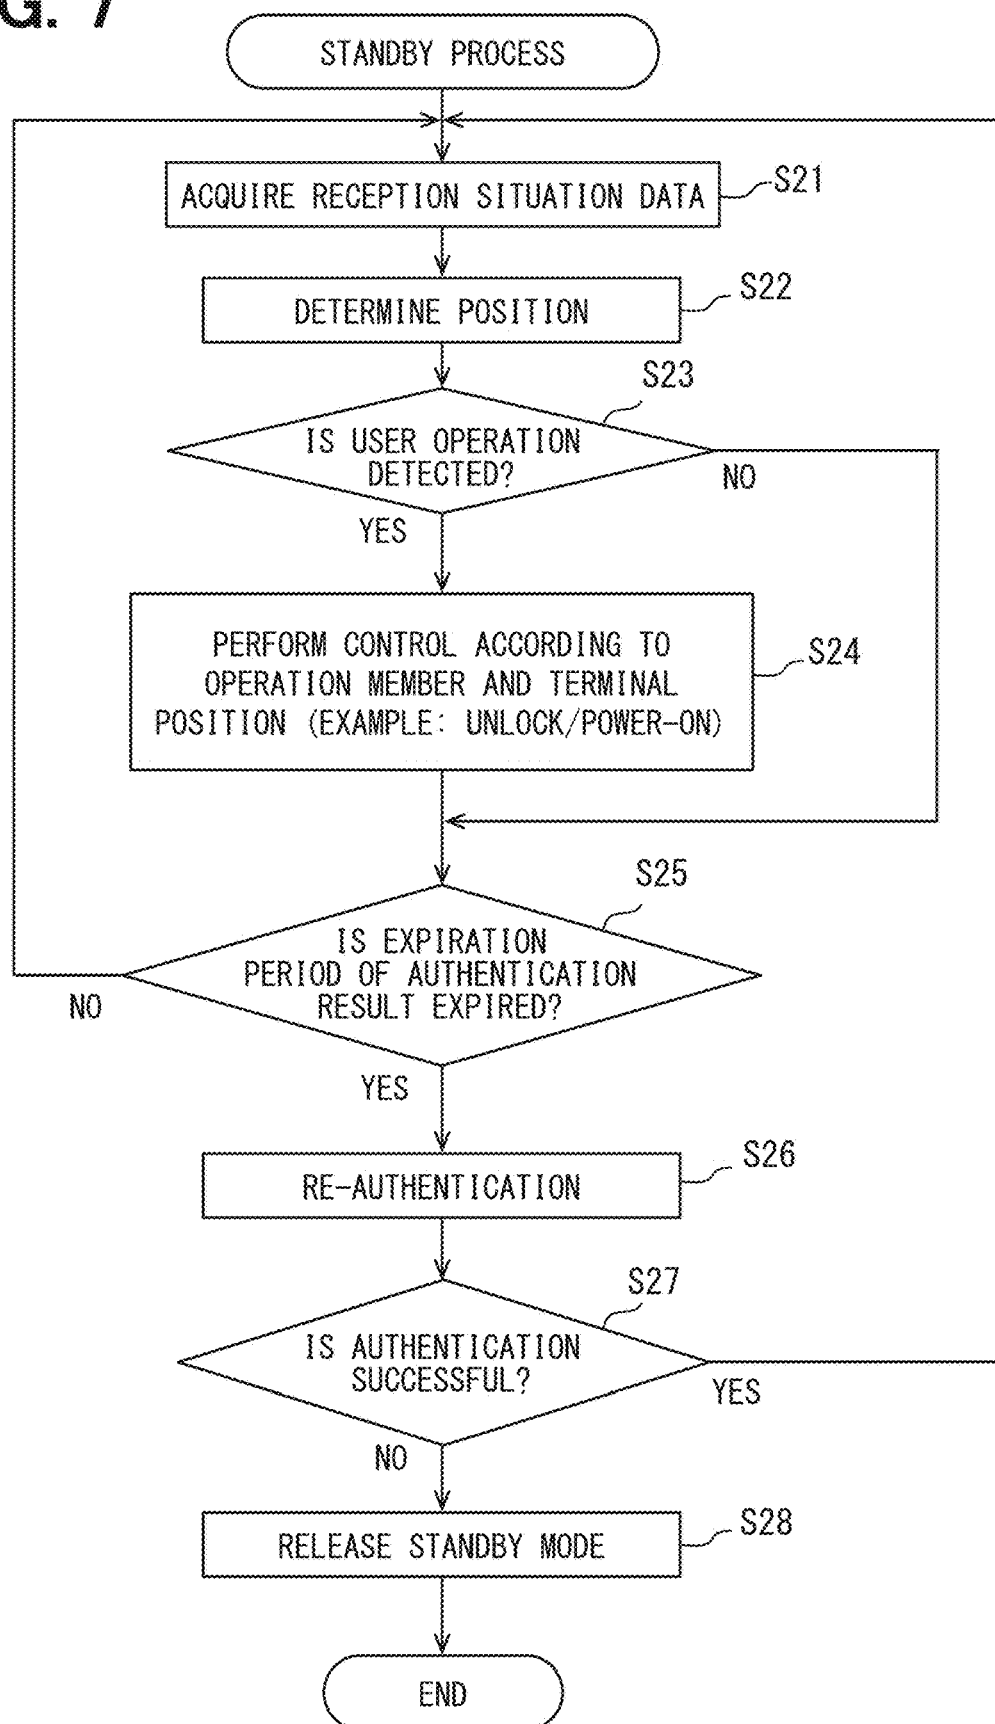 G. 7
STANDBY PROCESS
ACQUIRE RECEPTION SITUATION DATA
S21
DETERMINE POSITION
S22
S23
IS USER OPERATION
DETECTED?
NO
YES
PERFORM CONTROL ACCORDING TO
OPERATION MEMBER AND TERMINAL
POSITION (EXAMPLE: UNLOCK/POWER-ON)
S24
S25
IS EXPIRATION
PERIOD OF AUTHENTICATION
RESULT EXPIRED?
NO
YES
RE-AUTHENTICATION
S26
S27
IS AUTHENTICATION
SUCCESSFUL?
YES
NO
RELEASE STANDBY MODE
S28
END